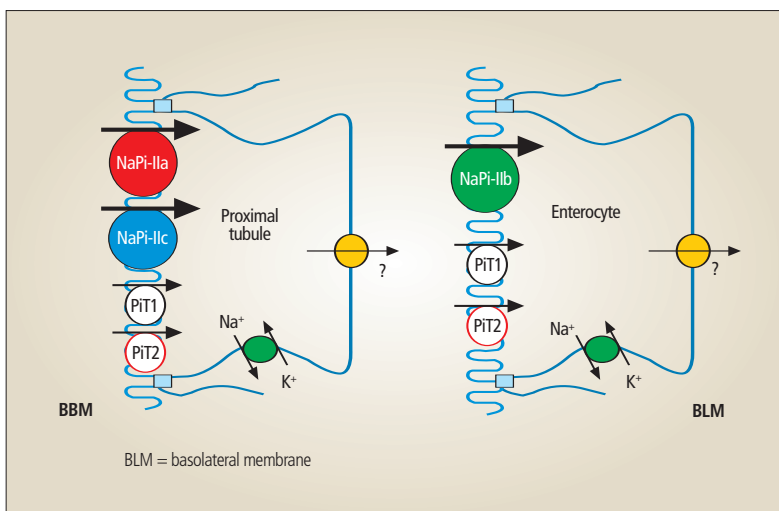 NaPi-IIa
NaPi-IIc
Proximal
tubule
PiT1
PiT2
?
Na⁺
K⁺
BBM
NaPi-IIb
Enterocyte
PiT1
PiT2
?
Na⁺
K⁺
BLM
BLM = basolateral membrane